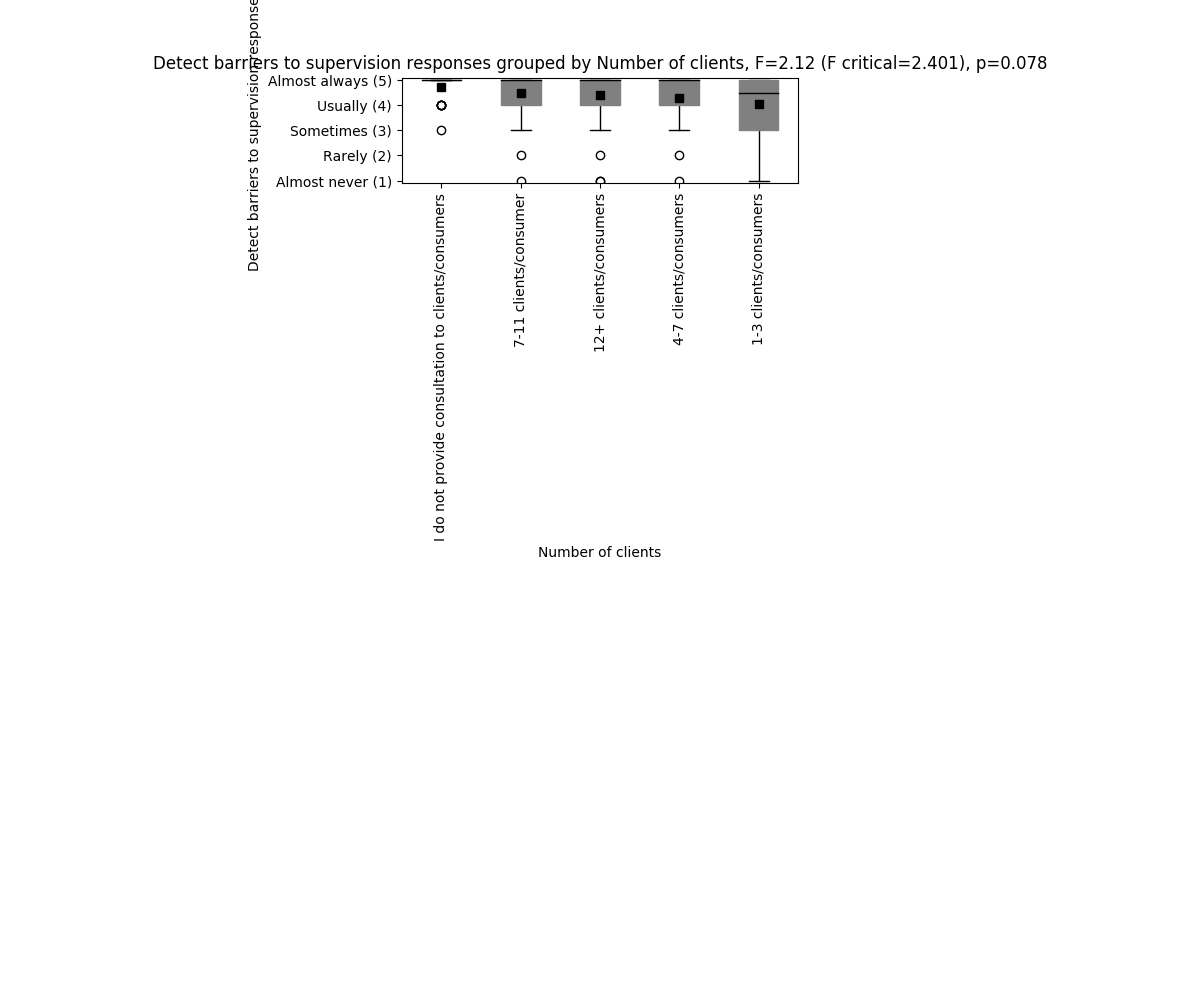 Detect barriers to supervision responses grouped by Number of clients, F=2.12 (F critical=2.401), p=0.078
Detect barriers to supervision response
Almost always (5)
Usually (4)
Sometimes (3)
Rarely (2)
Almost never (1)
I do not provide consultation to clients/consumers
7-11 clients/consumer
12+ clients/consumers
4-7 clients/consumers
1-3 clients/consumers
Number of clients